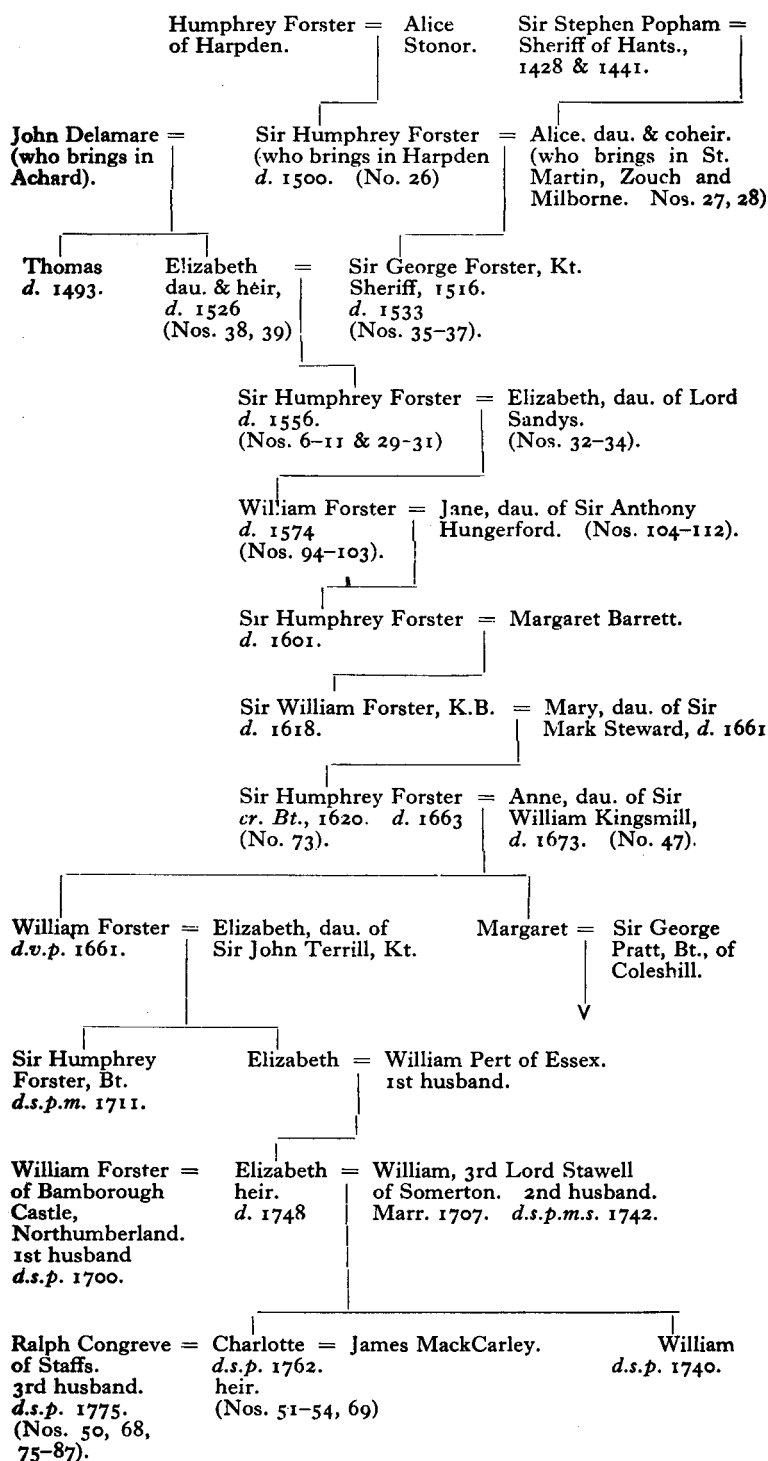 Humphrey Forster = Alice Sir Stephen Popham =
of Harpden. Stonor. Sheriff of Hants.,
1428 & 1441.
John Delamare = Sir Humphrey Forster = Alice. dau. & coheir.
(who brings in (who brings in Harpden (who brings in St.
Achard). d. 1500. (No. 26) Martin, Zouch and
Milborne. Nos. 27, 28)
Thomas Elizabeth = Sir George Forster, Kt.
d. 1493. dau. & heir, Sheriff, 1516.
d. 1526 d. 1533
(Nos. 38, 39) (Nos. 35-37).
Sir Humphrey Forster = Elizabeth, dau. of Lord
d. 1556. Sandys.
(Nos. 6-11 & 29-31) (Nos. 32-34).
William Forster = Jane, dau. of Sir Anthony
d. 1574 Hungerford. (Nos. 104-112).
(Nos. 94-103).
Sir Humphrey Forster = Margaret Barrett.
d. 1601.
Sir William Forster, K.B. = Mary, dau. of Sir
d. 1618. Mark Steward, d. 1661
Sir Humphrey Forster = Anne, dau. of Sir
cr. Bt., 1620. d. 1663 William Kingsmill,
(No. 73). d. 1673. (No. 47).
William Forster = Elizabeth, dau. of Margaret = Sir George
d.v.p. 1661. Sir John Terrill, Kt. Pratt, Bt., of
Coleshill.
Sir Humphrey Elizabeth = William Pert of Essex.
Forster, Bt. 1st husband.
d.s.p.m. 1711.
William Forster = Elizabeth = William, 3rd Lord Stawell
of Bamborough heir. of Somerton. 2nd husband.
Castle, d. 1748 Marr. 1707. d.s.p.m.s. 1742.
Northumberland.
1st husband
d.s.p. 1700.
Ralph Congreve = Charlotte = James MackCarley. William
of Staffs. d.s.p. 1762. d.s.p. 1740.
3rd husband. heir.
d.s.p. 1775. (Nos. 51-54, 69)
(Nos. 50, 68,
75-87).